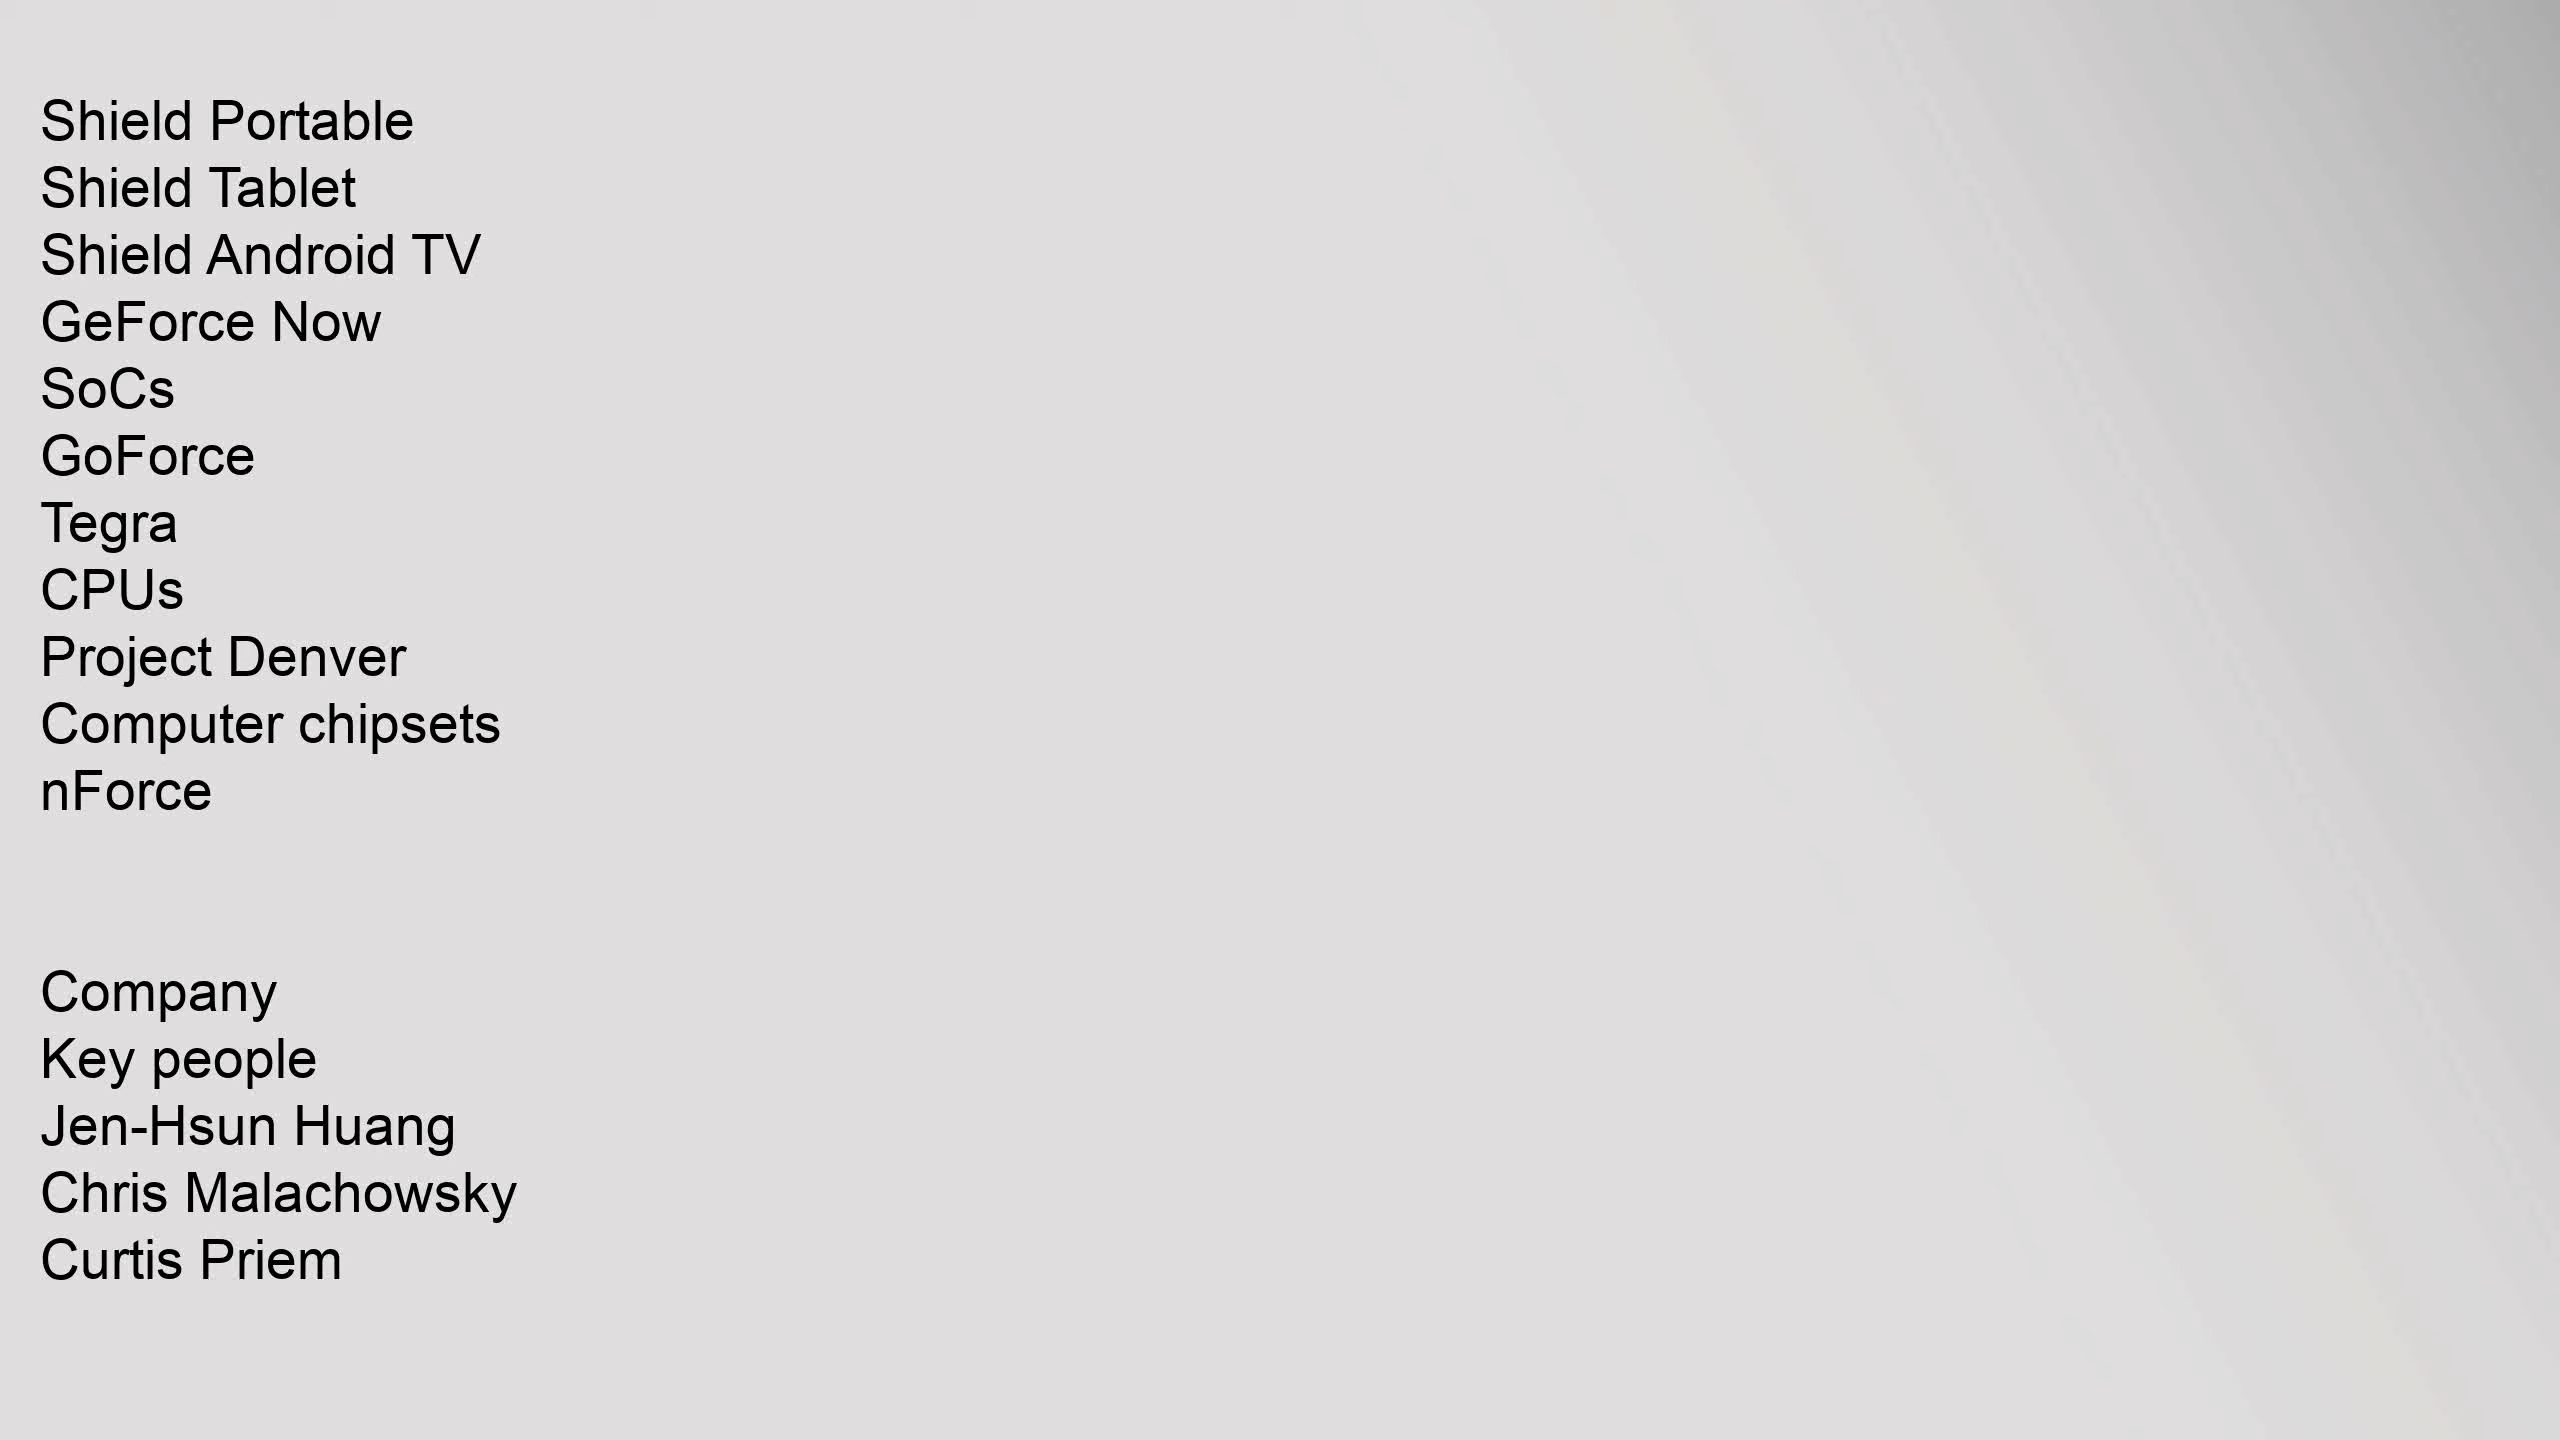 Shield Portable
Shield Tablet
Shield Android TV
GeForce Now
SoCs
GoForce
Tegra
CPUs
Project Denver
Computer chipsets
nForce
Company
Key people
Jen-Hsun Huang
Chris Malachowsky
Curtis Priem